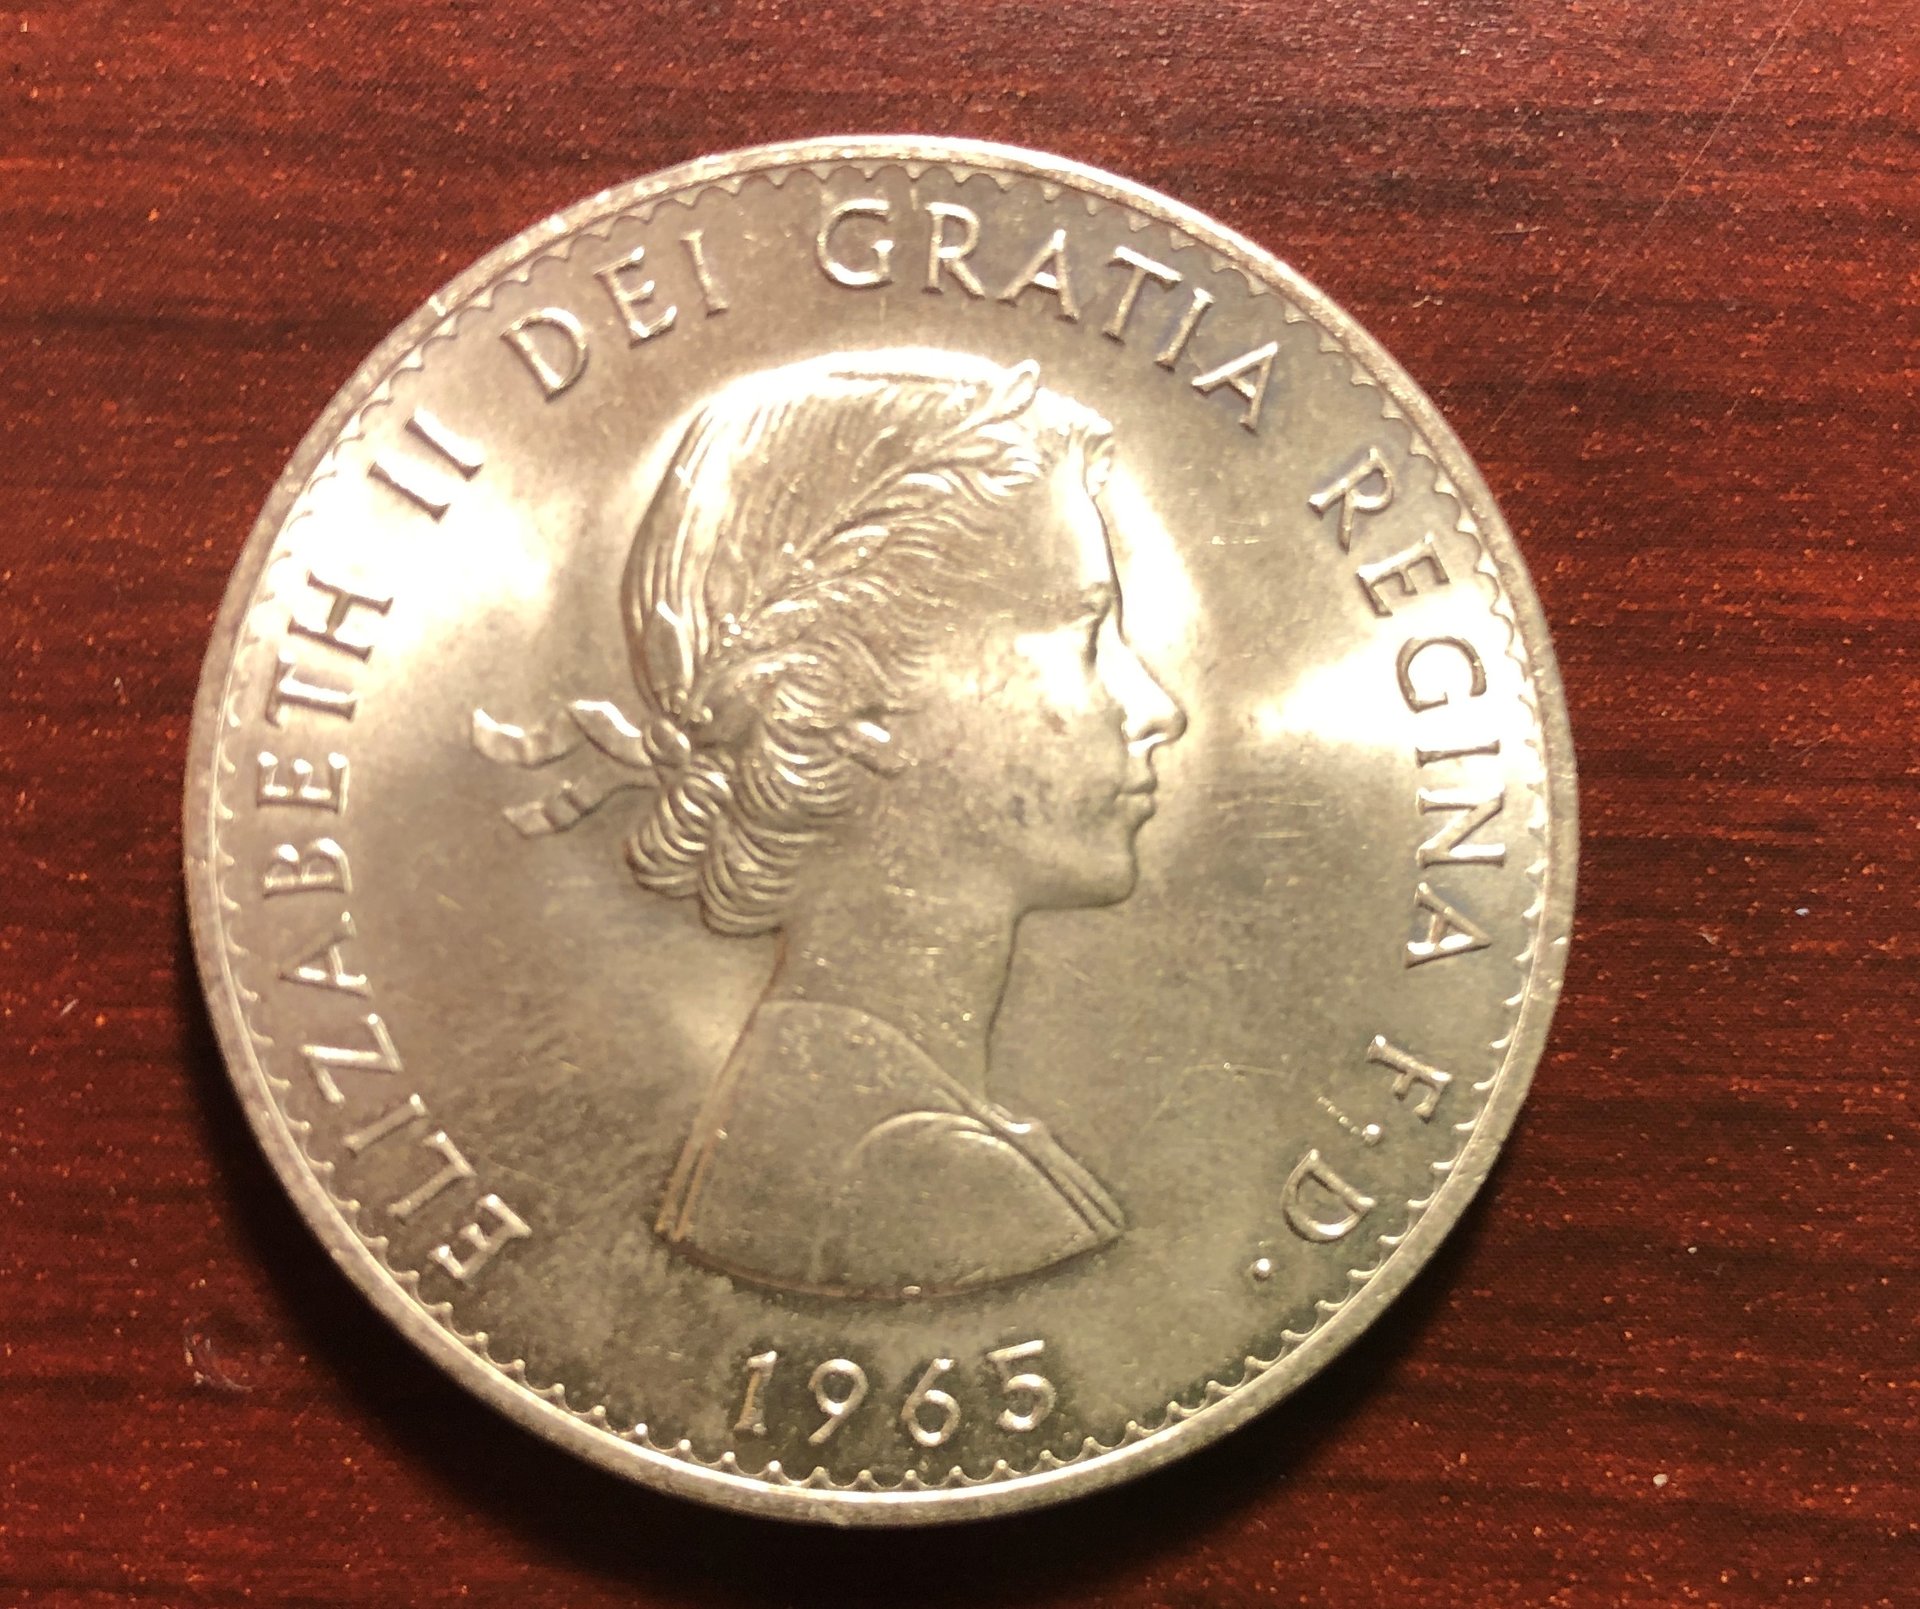 ELIZABETH II DEI GRATIA REGINA F·D·
1965